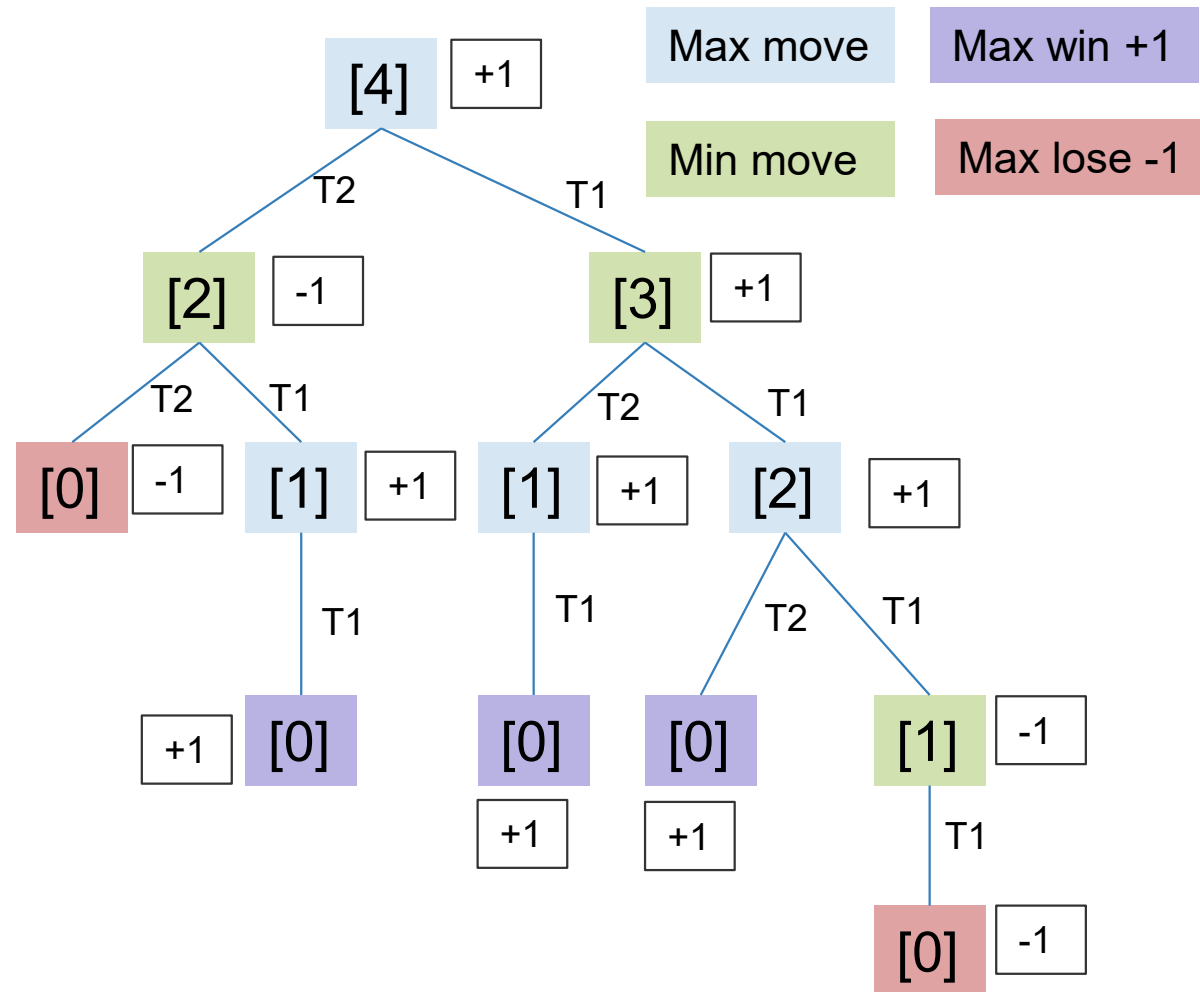 Max move
Max win +1
[4]
+1
Min move
Max lose -1
T2
T1
[2]
-1
[3]
+1
T2
T1
T2
T1
[0]
-1
[1]
+1
[1]
+1
[2]
+1
T1
T1
T2
T1
+1
[0]
[0]
[0]
[1]
-1
+1
+1
T1
[0]
-1